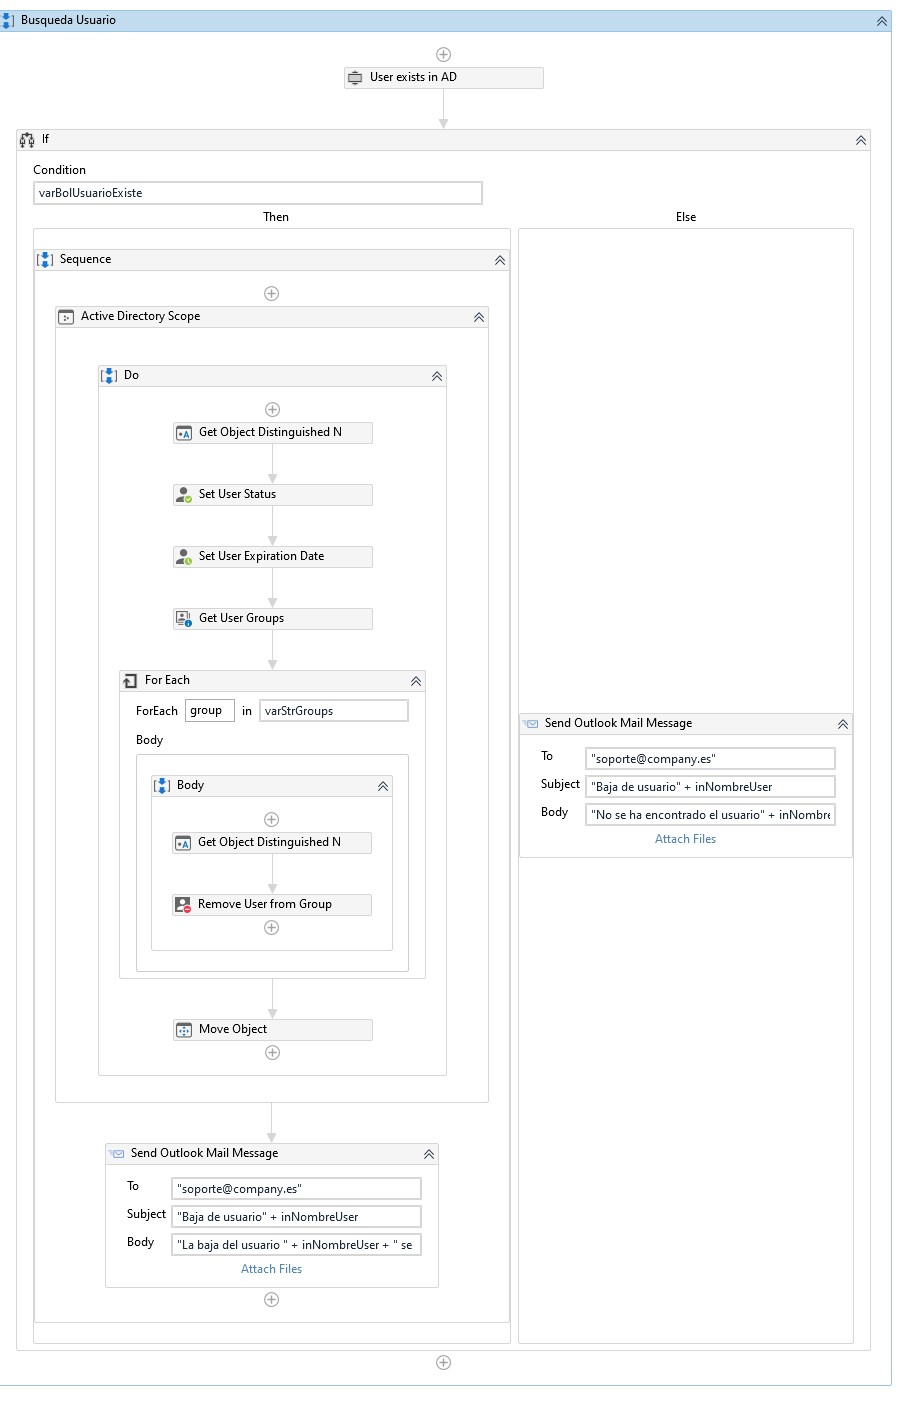 Busqueda Usuario
User exists in AD
If
Condition
varBolUsuarioExiste
Then
Sequence
Active Directory Scope
Do
Get Object Distinguished N
Set User Status
Set User Expiration Date
Get User Groups
For Each
ForEach group in varStrGroups
Body
Body
Get Object Distinguished N
Remove User from Group
Move Object
Send Outlook Mail Message
To "soporte@company.es"
Subject "Baja de usuario" + inNombreUser
Body "La baja del usuario " + inNombreUser + " se
Attach Files
Else
Send Outlook Mail Message
To "soporte@company.es"
Subject "Baja de usuario" + inNombreUser
Body "No se ha encontrado el usuario" + inNombre
Attach Files